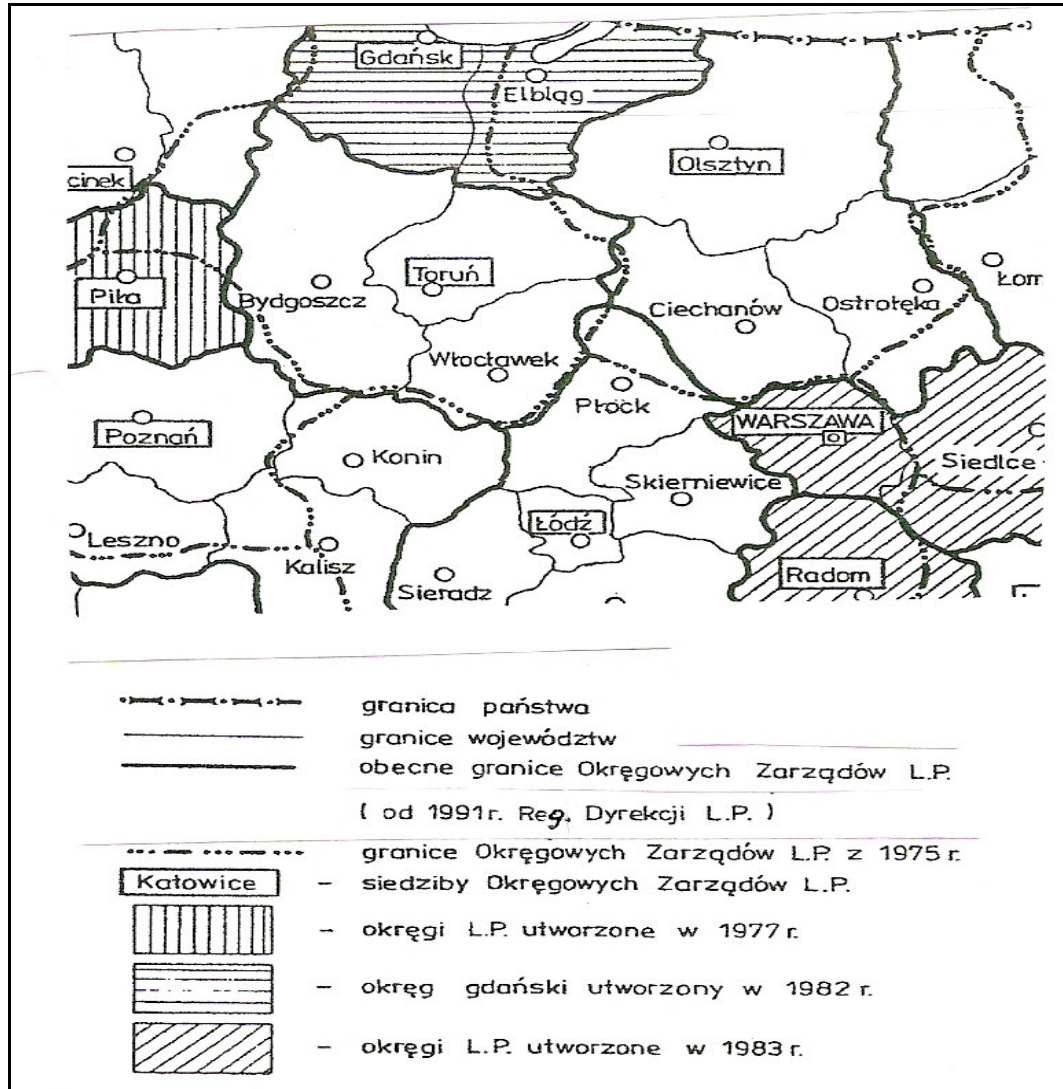 Gdańsk
Elbląg
cinek
Olsztyn
Piła
Bydgoszcz
Toruń
Ciechanów
Ostrołęka
Łom
Włocławek
Płock
WARSZAWA
Poznań
Konin
Skierniewice
Siedlce
Leszno
Łódź
Kalisz
Sieradz
Radom
granica państwa
granice województw
obecne granice Okręgowych Zarządów L.P.
( od 1991r. Reg. Dyrekcji L.P. )
granice Okręgowych Zarządów L.P. z 1975 r.
Katowice - siedziby Okręgowych Zarządów L.P.
- okręgi L.P. utworzone w 1977 r.
- okręg gdański utworzony w 1982 r.
- okręgi L.P. utworzone w 1983 r.